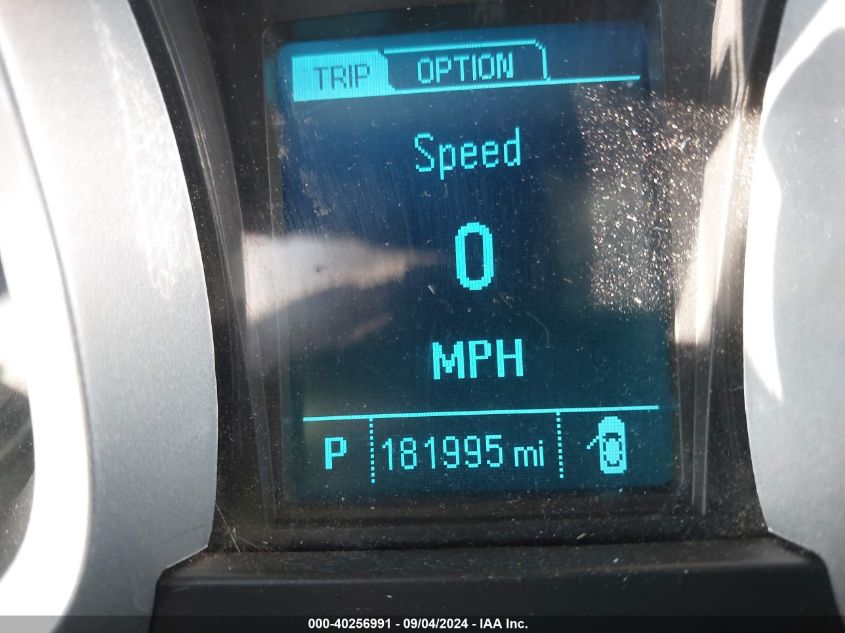 TRIP OPTION
Speed
0
MPH
P 181995 mi
000-40256991 - 09/04/2024 - IAA Inc.